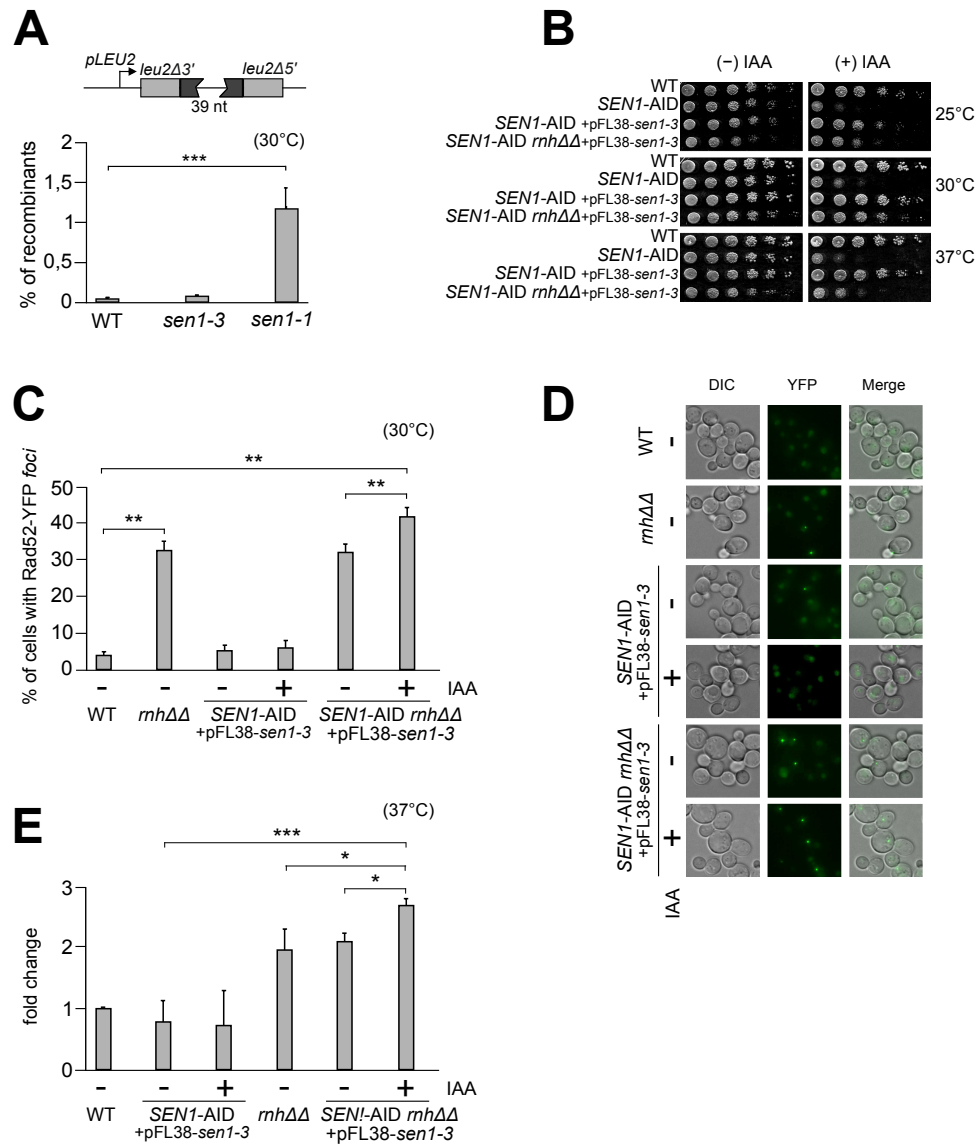 A
pLEU2
leu2Δ3′ leu2Δ5′
39 nt
(30°C)
***
2
1,5
1
0,5
0
% of recombinants
WT sen1-3 sen1-1
B
(−) IAA (+) IAA
WT
SEN1-AID
SEN1-AID +pFL38-sen1-3
SEN1-AID rnhΔΔ+pFL38-sen1-3
25°C
WT
SEN1-AID
SEN1-AID +pFL38-sen1-3
SEN1-AID rnhΔΔ+pFL38-sen1-3
30°C
WT
SEN1-AID
SEN1-AID +pFL38-sen1-3
SEN1-AID rnhΔΔ+pFL38-sen1-3
37°C
C
(30°C)
**
**
**
50
40
30
20
10
0
% of cells with Rad52-YFP foci
- - - + - + IAA
WT rnhΔΔ SEN1-AID SEN1-AID rnhΔΔ
+pFL38-sen1-3 +pFL38-sen1-3
D
DIC YFP Merge
WT
-
rnhΔΔ
-
SEN1-AID
+pFL38-sen1-3
-
+
SEN1-AID rnhΔΔ
+pFL38-sen1-3
-
+
IAA
E
(37°C)
***
*
*
3
2
1
0
fold change
- - + - - + IAA
WT SEN1-AID rnhΔΔ SEN!-AID rnhΔΔ
+pFL38-sen1-3 +pFL38-sen1-3